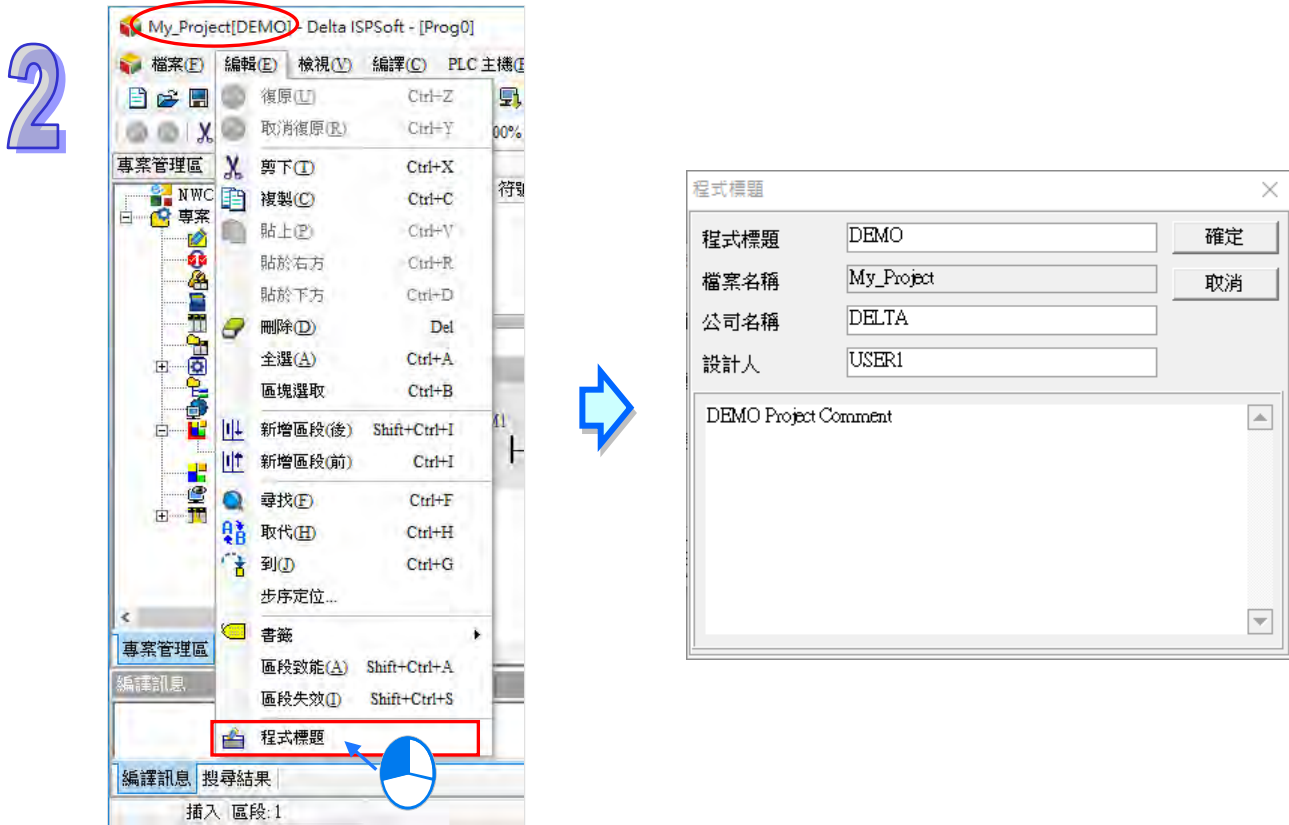 2
My_Project[DEMO] - Delta ISPSoft - [Prog0]
檔案(F) 編輯(E) 檢視(V) 編譯(C) PLC 主機(
復原(U) Ctrl+Z
取消復原(R) Ctrl+Y
00%
專案管理區
剪下(T) Ctrl+X
NWC
複製(C) Ctrl+C
專案
貼上(P) Ctrl+V
貼於右方 Ctrl+R
貼於下方 Ctrl+D
刪除(D) Del
全選(A) Ctrl+A
區塊選取 Ctrl+B
新增區段(後) Shift+Ctrl+I
新增區段(前) Ctrl+I
尋找(F) Ctrl+F
取代(H) Ctrl+H
到(J) Ctrl+G
步序定位...
書籤
專案管理區
區段致能(A) Shift+Ctrl+A
編譯訊息
區段失效(I) Shift+Ctrl+S
程式標題
編譯訊息 搜尋結果
插入 區段:1
程式標題
程式標題 DEMO 確定
檔案名稱 My_Project 取消
公司名稱 DELTA
設計人 USER1
DEMO Project Comment